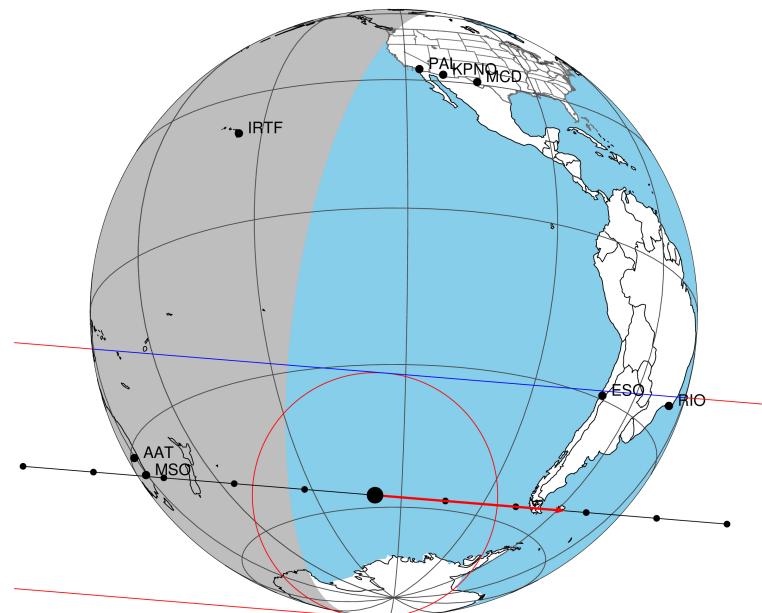 PAL
KPNO
MCD
IRTF
ESO
RIO
AAT
MSO